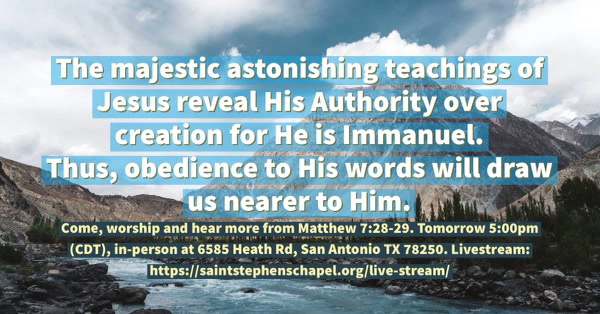 The majestic astonishing teachings of
Jesus reveal His Authority over
creation for He is Immanuel.
Thus, obedience to His words will draw
us nearer to Him.
Come, worship and hear more from Matthew 7:28-29. Tomorrow 5:00pm
(CDT), in-person at 6585 Heath Rd, San Antonio TX 78250. Livestream:
https://saintstephenschapel.org/live-stream/